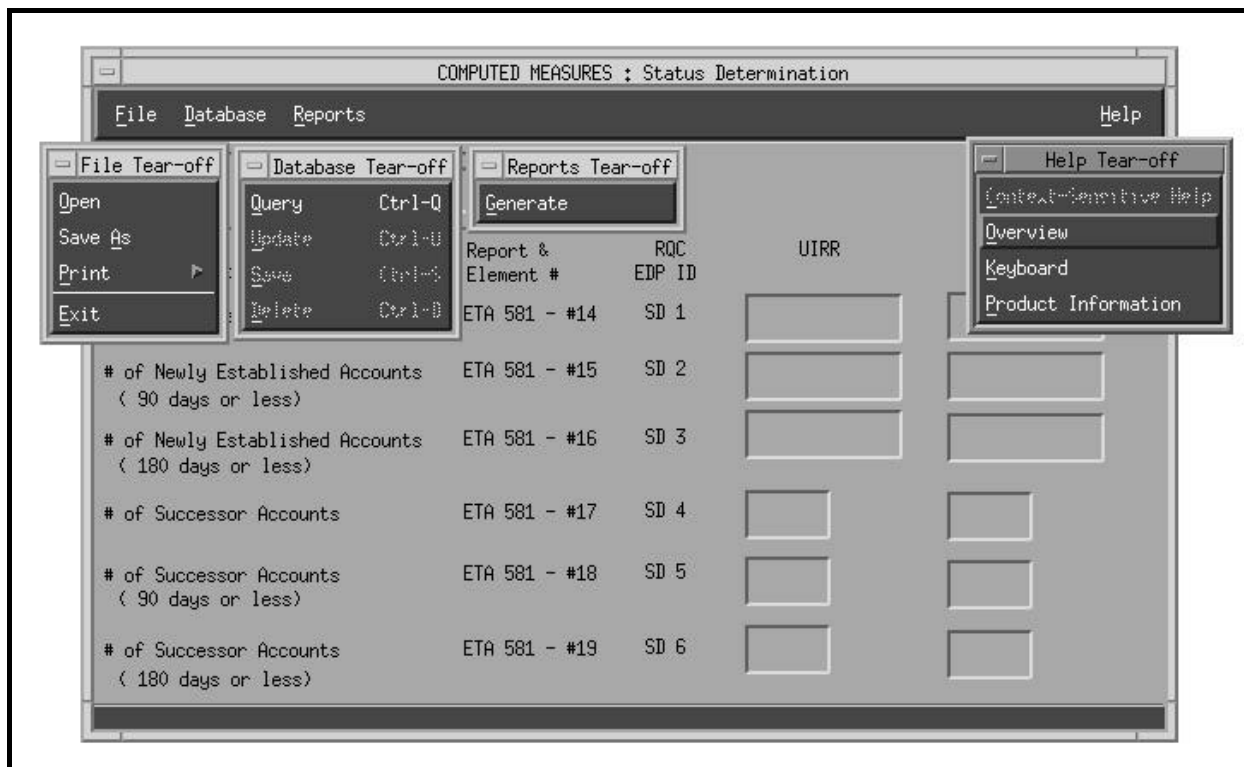 COMPUTED MEASURES : Status Determination
File Database Reports Help
File Tear-off
Open
Save As
Print
Exit
Database Tear-off
Query Ctrl-Q
Update Ctrl-U
Save Ctrl-S
Delete Ctrl-D
Reports Tear-off
Generate
Help Tear-off
Context-Sensitive Help
Overview
Keyboard
Product Information
Report & RQC UIRR
Element # EDP ID
ETA 581 - #14 SD 1
# of Newly Established Accounts ETA 581 - #15 SD 2
( 90 days or less)
# of Newly Established Accounts ETA 581 - #16 SD 3
( 180 days or less)
# of Successor Accounts ETA 581 - #17 SD 4
# of Successor Accounts ETA 581 - #18 SD 5
( 90 days or less)
# of Successor Accounts ETA 581 - #19 SD 6
( 180 days or less)